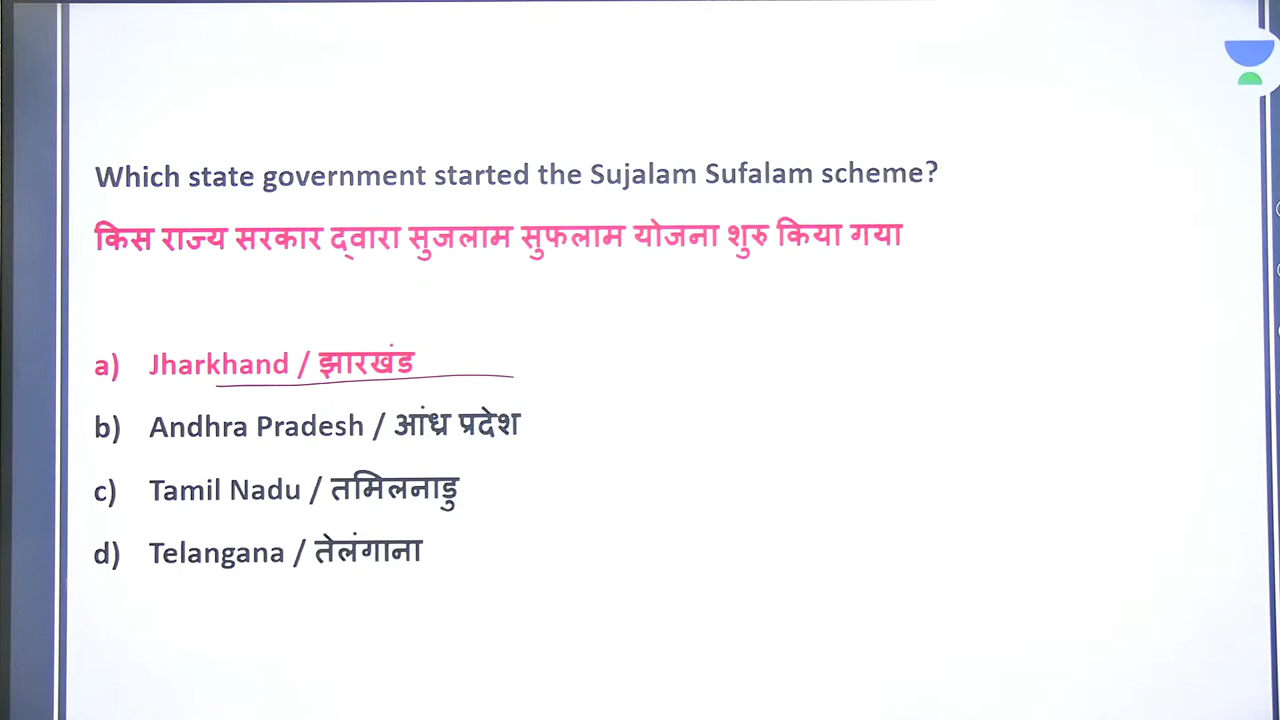 Which state government started the Sujalam Sufalam scheme?
किस राज्य सरकार द्वारा सुजलाम सुफलाम योजना शुरु किया गया
a) Jharkhand / झारखंड
b) Andhra Pradesh / आंध्र प्रदेश
c) Tamil Nadu / तमिलनाडु
d) Telangana / तेलंगाना